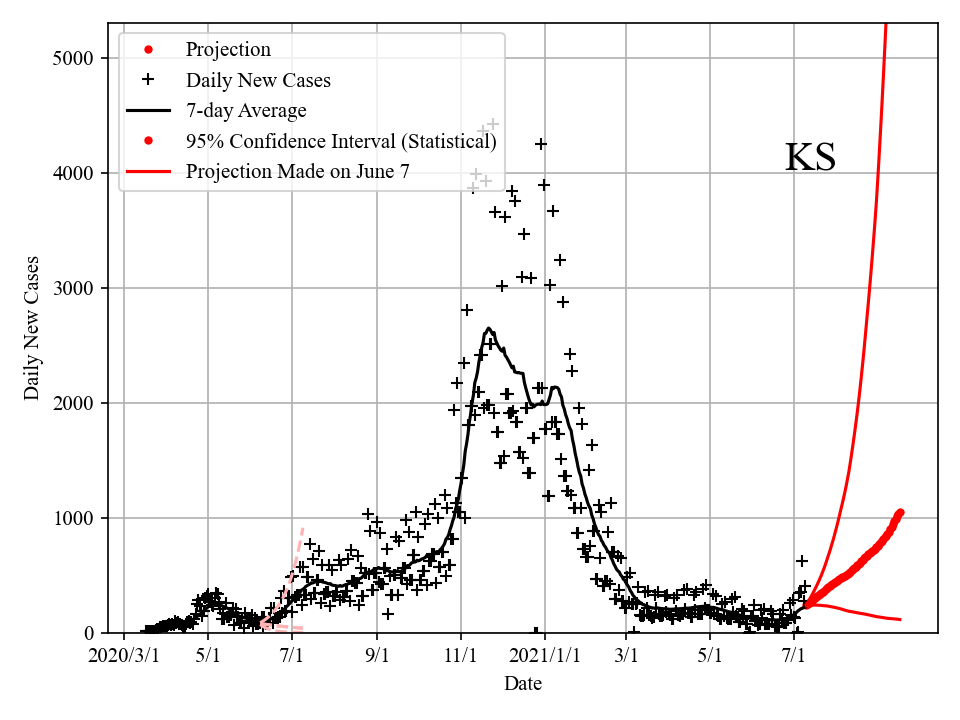 Projection
Daily New Cases
7-day Average
95% Confidence Interval (Statistical)
Projection Made on June 7
KS
5000
4000
3000
2000
1000
0
Daily New Cases
2020/3/1 5/1 7/1 9/1 11/1 2021/1/1 3/1 5/1 7/1
Date